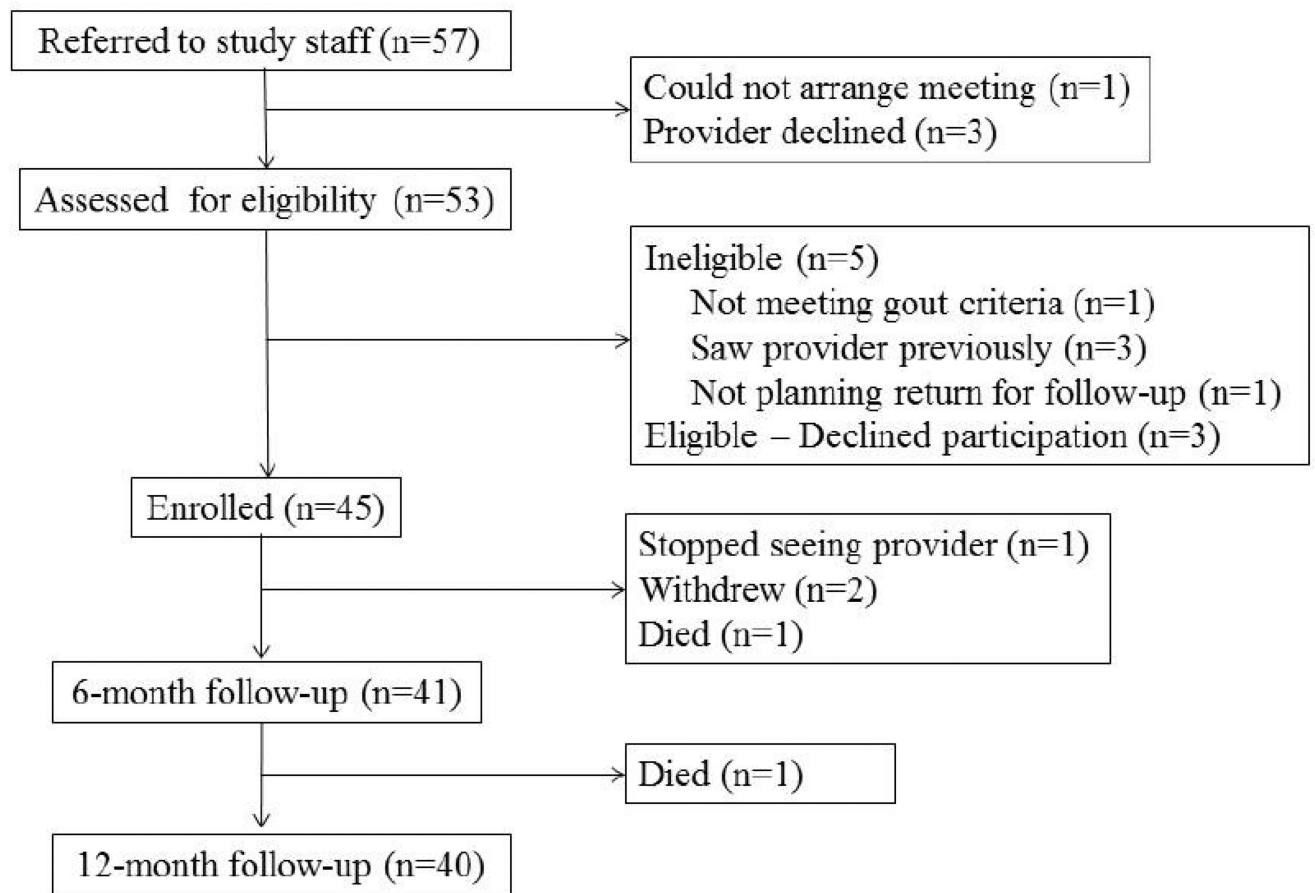 Referred to study staff (n=57)
Could not arrange meeting (n=1)
Provider declined (n=3)
Assessed for eligibility (n=53)
Ineligible (n=5)
Not meeting gout criteria (n=1)
Saw provider previously (n=3)
Not planning return for follow-up (n=1)
Eligible – Declined participation (n=3)
Enrolled (n=45)
Stopped seeing provider (n=1)
Withdrew (n=2)
Died (n=1)
6-month follow-up (n=41)
Died (n=1)
12-month follow-up (n=40)